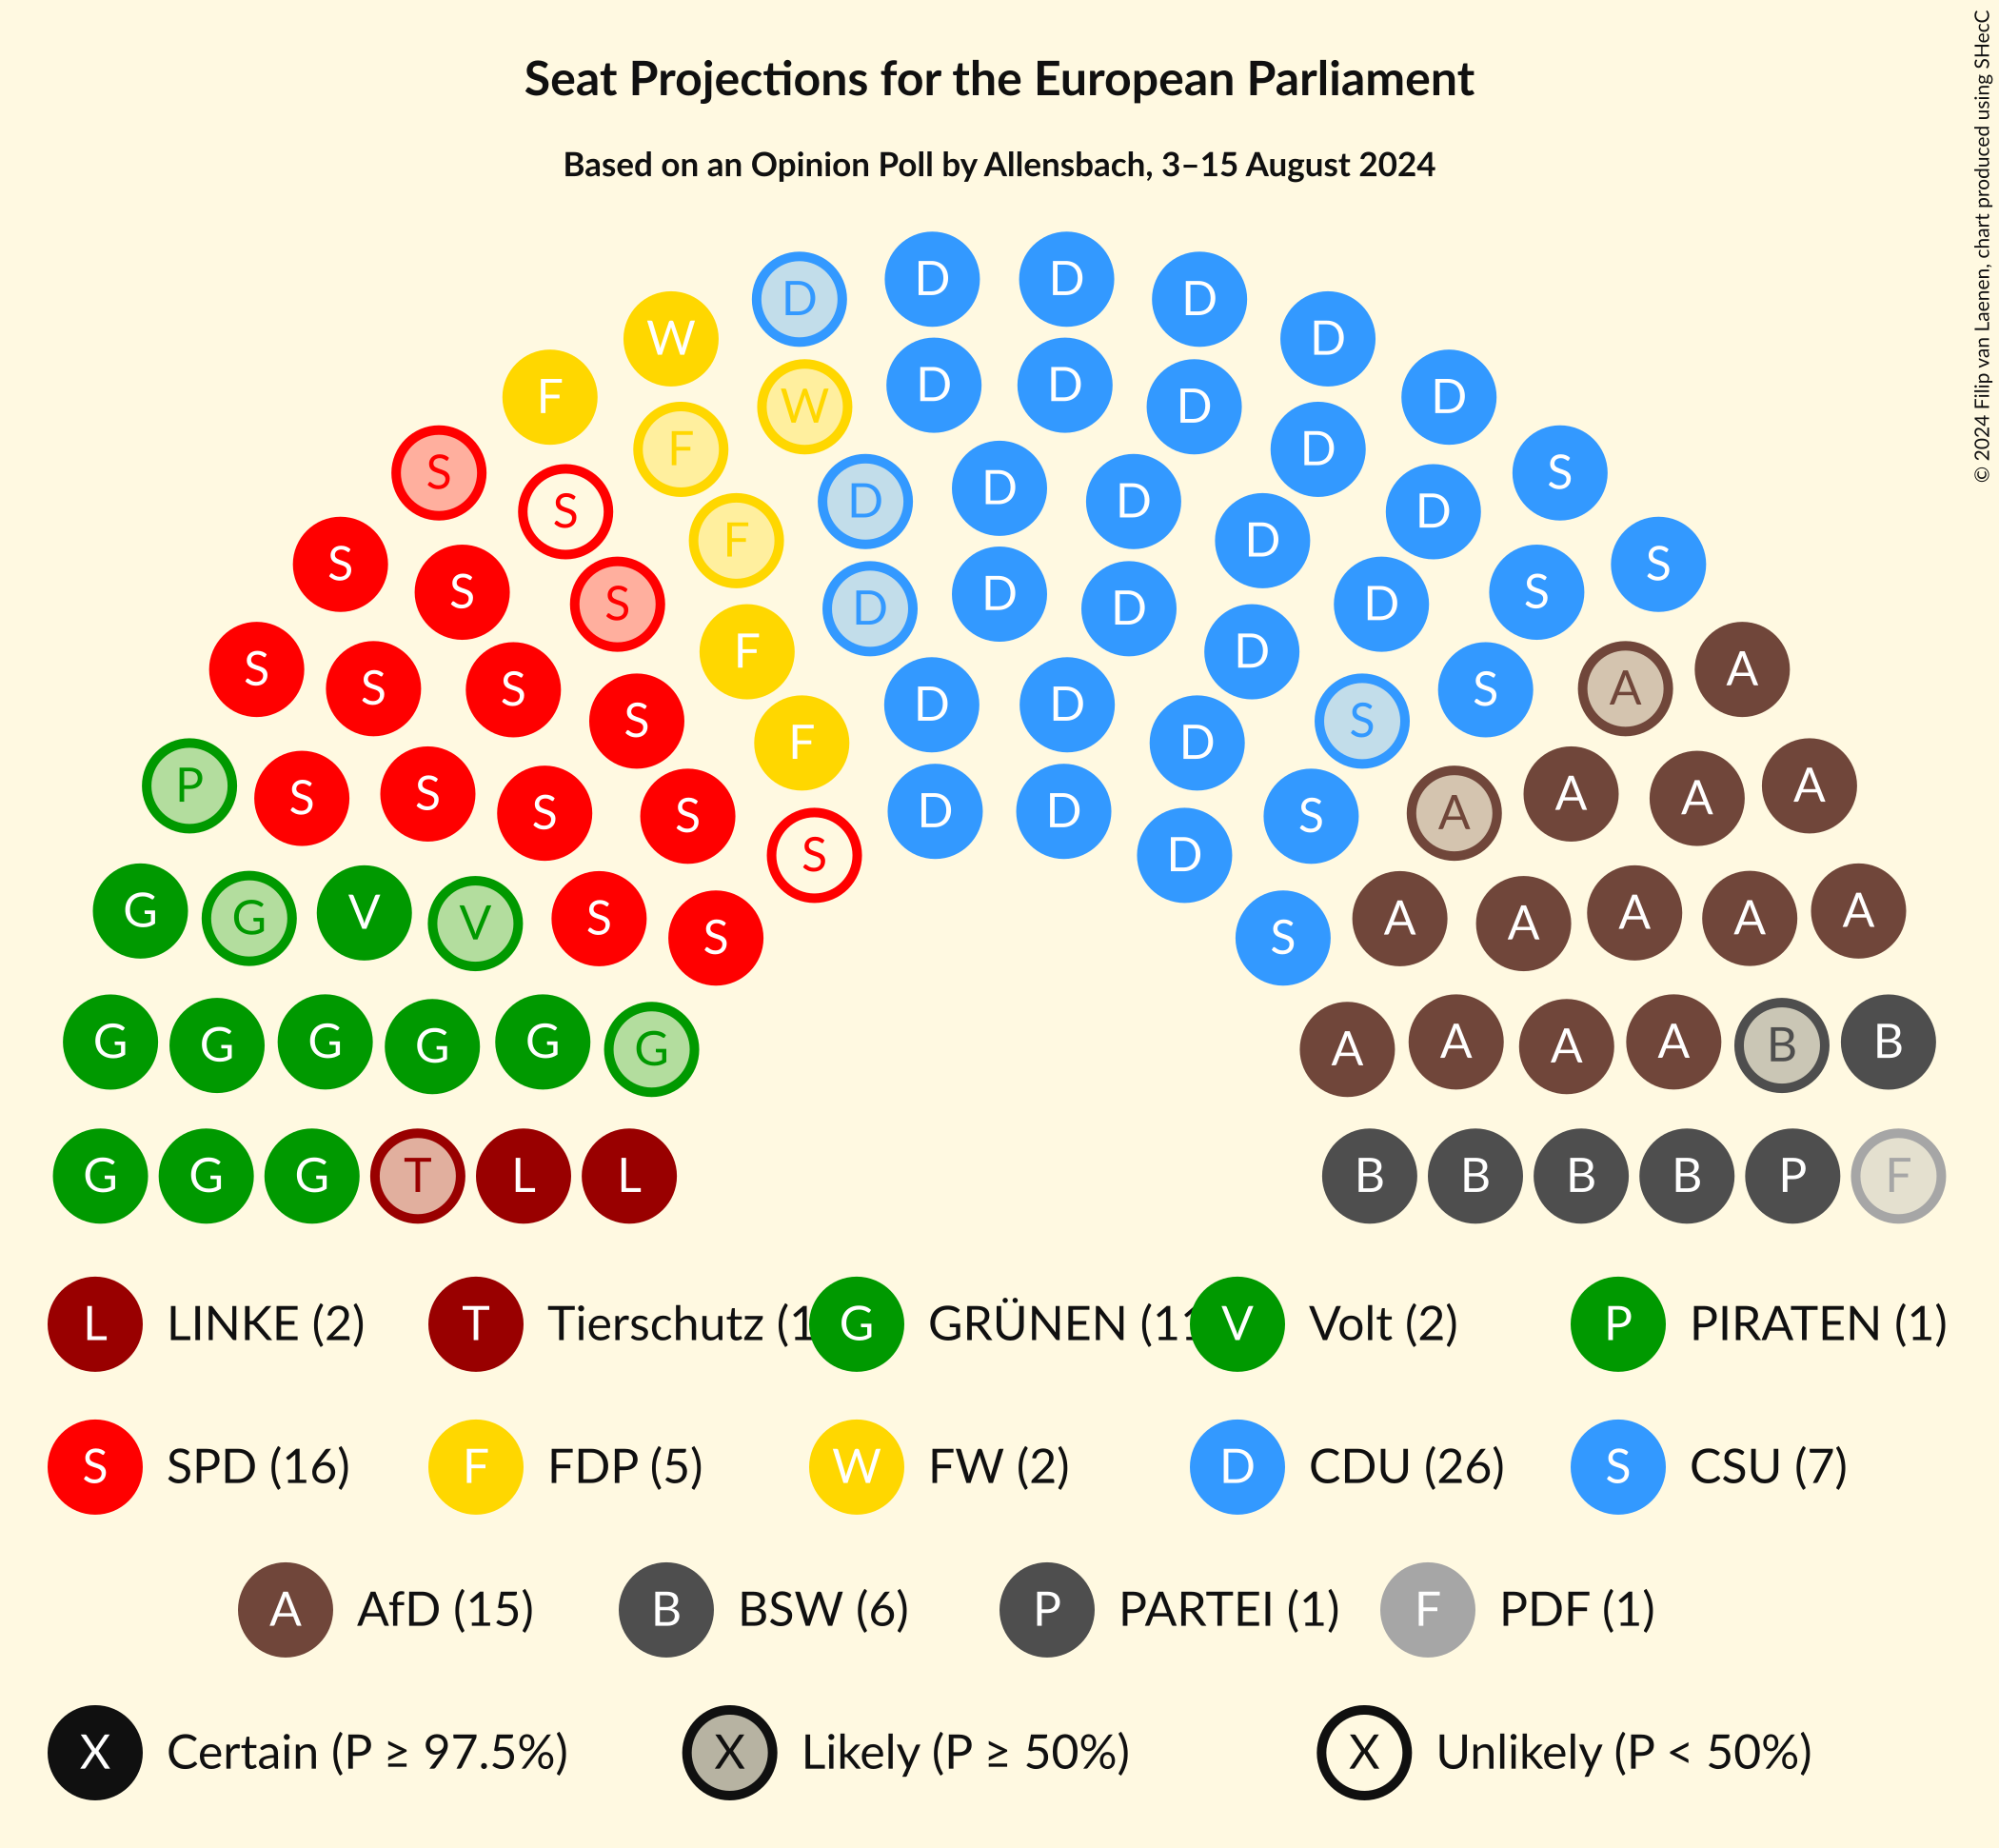 Seat Projections for the European Parliament
Based on an Opinion Poll by Allensbach, 3–15 August 2024
© 2024 Filip van Laenen, chart produced using SHecC
D D D D
W D
F D
S F W D D D S
S D D D D
S F D S
S S D D S
S F D D D A
S S S S D S A
P S S F D D D A A A
S S S D D S A
G G V V S S S D S A A A A A
G G G G G G A A A A B B
G G G T L L B B B B P F
L LINKE (2) T Tierschutz (1 G GRÜNEN (11 V Volt (2) P PIRATEN (1)
S SPD (16) F FDP (5) W FW (2) D CDU (26) S CSU (7)
A AfD (15) B BSW (6) P PARTEI (1) F PDF (1)
X Certain (P ≥ 97.5%) X Likely (P ≥ 50%) X Unlikely (P < 50%)